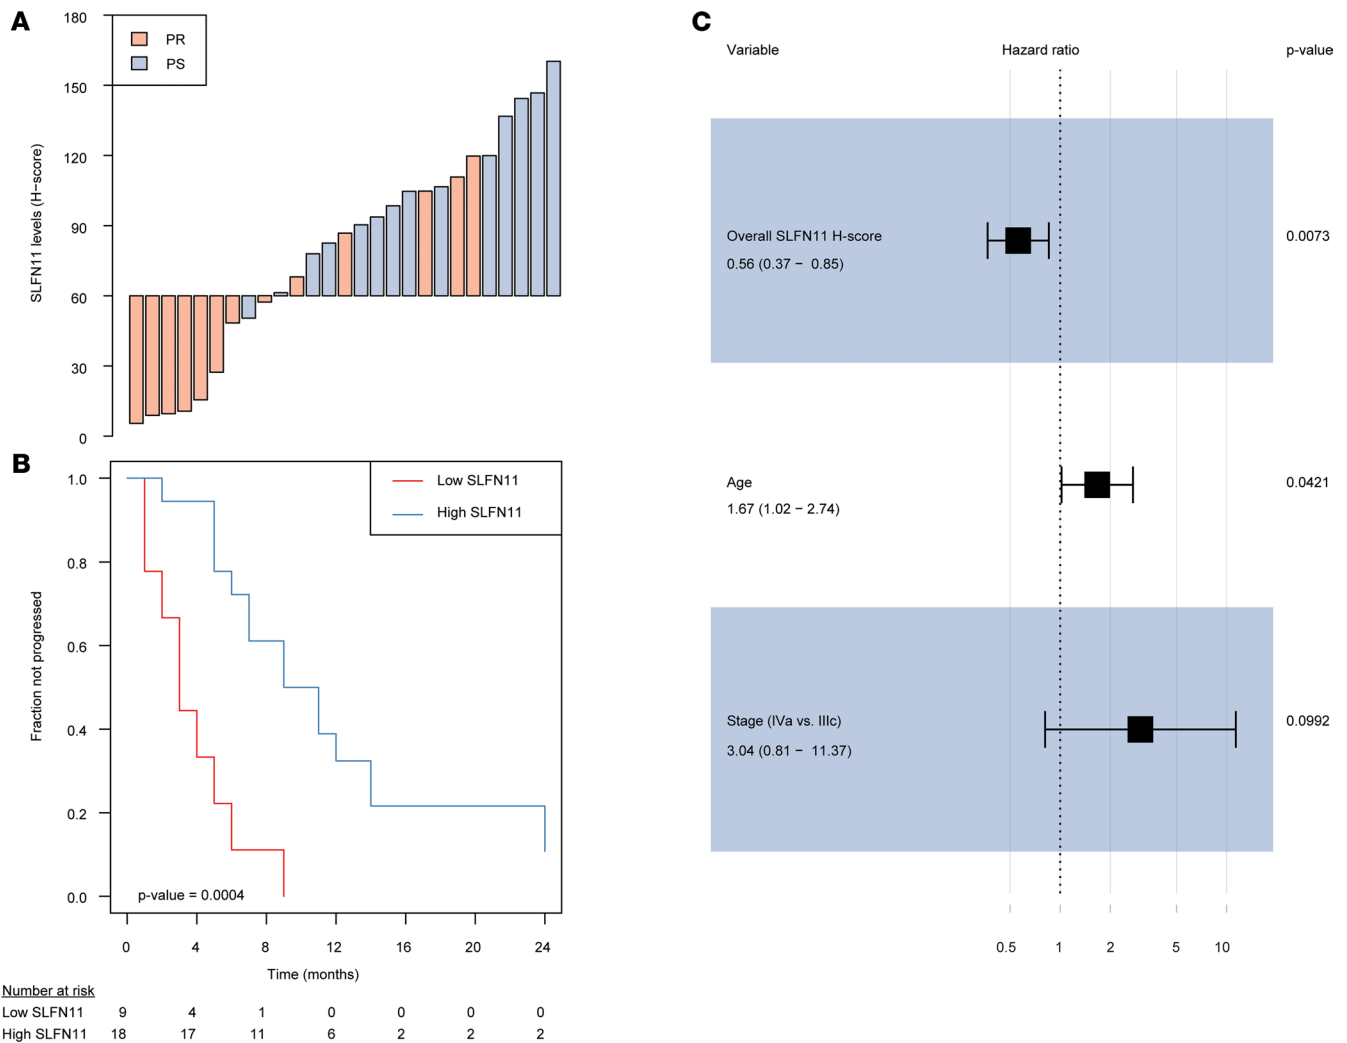 A
180
150
120
90
60
30
0
SLFN11 levels (H−score)
PR
PS
B
1.0
0.8
0.6
0.4
0.2
0.0
Fraction not progressed
Low SLFN11
High SLFN11
p-value = 0.0004
0 4 8 12 16 20 24
Time (months)
Number at risk
Low SLFN11 9 4 1 0 0 0 0
High SLFN11 18 17 11 6 2 2 2
C
Variable Hazard ratio p-value
Overall SLFN11 H-score 0.0073
0.56 (0.37 − 0.85)
Age 0.0421
1.67 (1.02 − 2.74)
Stage (IVa vs. IIIc) 0.0992
3.04 (0.81 − 11.37)
0.5 1 2 5 10